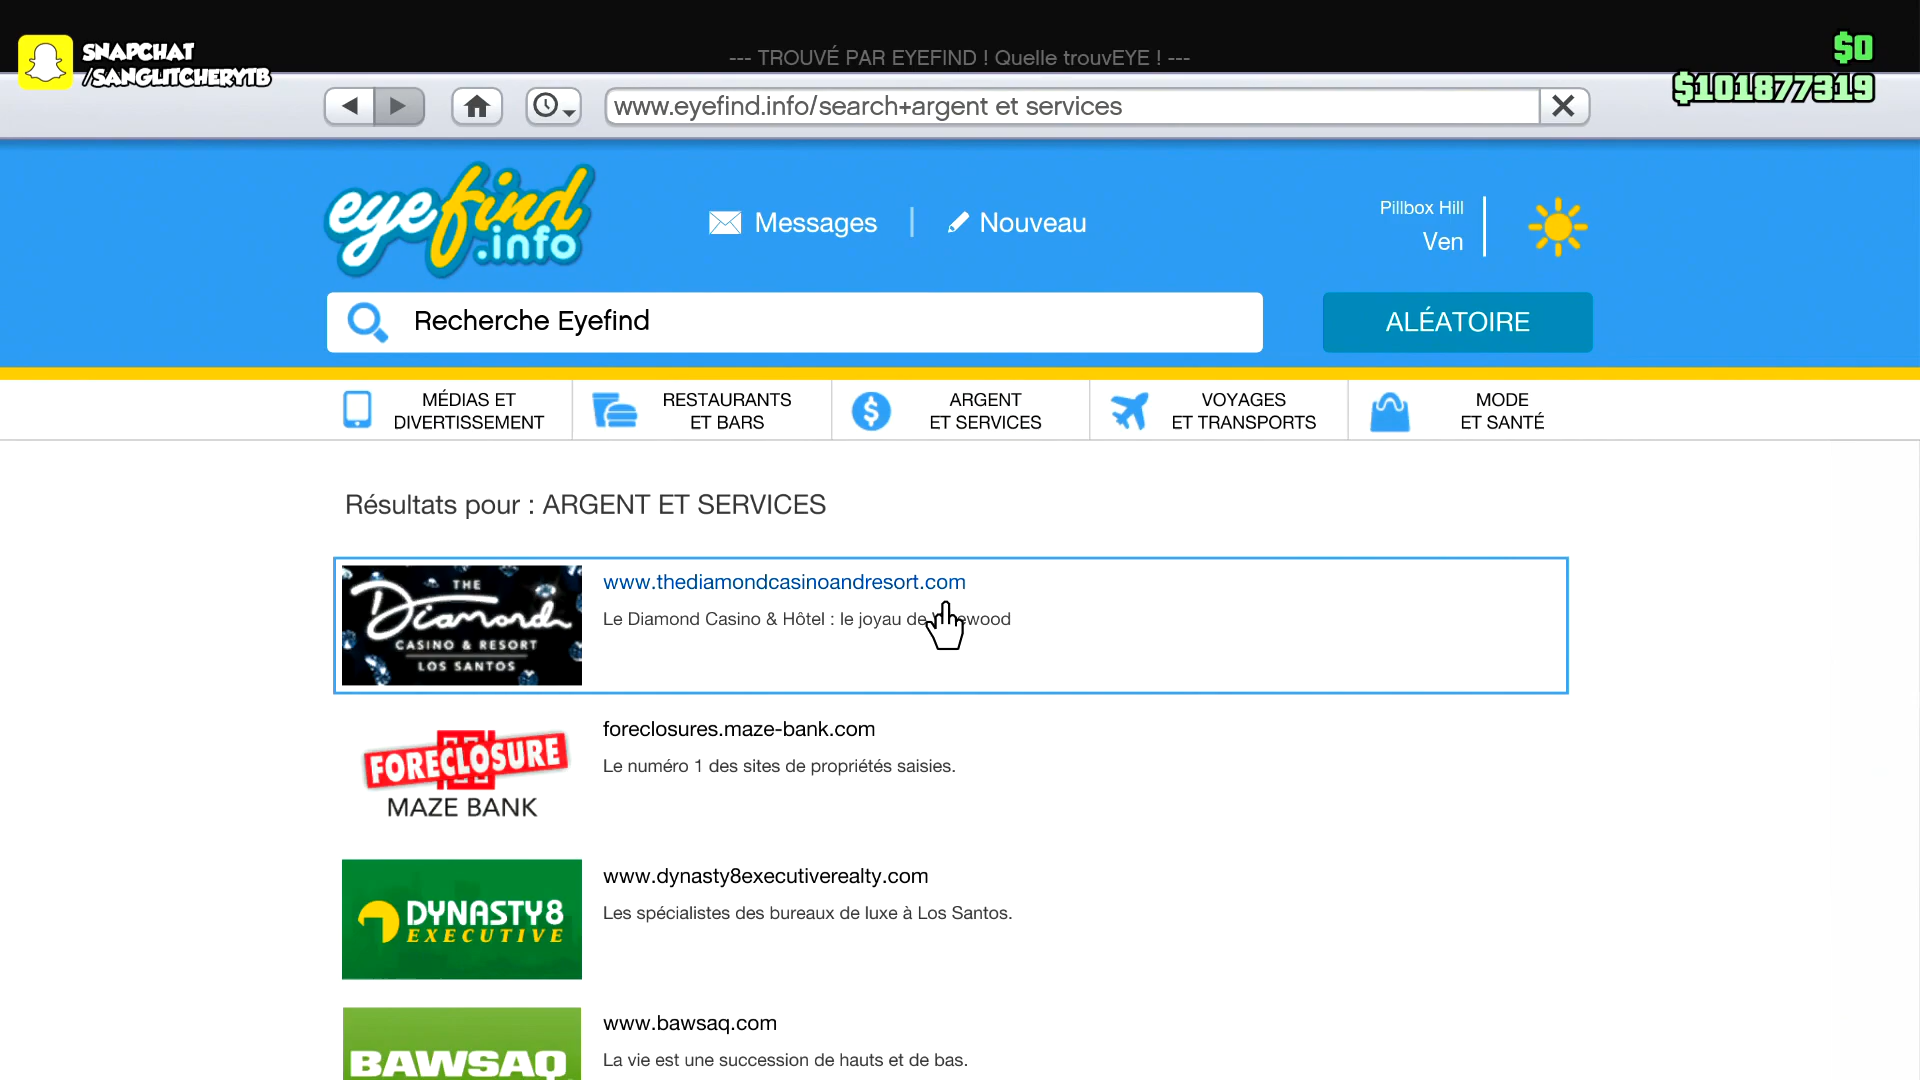 SNAPCHAT
/SANGLITCHERYTB
--- TROUVÉ PAR EYEFIND ! Quelle trouvEYE ! ---
$0
$101877319
www.eyefind.info/search+argent et services
eyefind
.info
Messages
Nouveau
Pillbox Hill
Ven
Recherche Eyefind
ALÉATOIRE
MÉDIAS ET
DIVERTISSEMENT
RESTAURANTS
ET BARS
ARGENT
ET SERVICES
VOYAGES
ET TRANSPORTS
MODE
ET SANTÉ
Résultats pour : ARGENT ET SERVICES
THE
Diamond
CASINO & RESORT
LOS SANTOS
www.thediamondcasinoandresort.com
Le Diamond Casino & Hôtel : le joyau de
FORECLOSURE
MAZE BANK
foreclosures.maze-bank.com
Le numéro 1 des sites de propriétés saisies.
DYNASTY8
EXECUTIVE
www.dynasty8executiverealty.com
Les spécialistes des bureaux de luxe à Los Santos.
BAWSAQ
www.bawsaq.com
La vie est une succession de hauts et de bas.